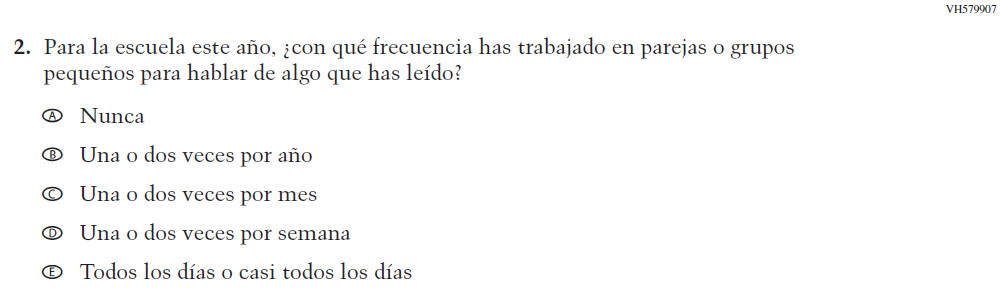 VH579907
2. Para la escuela este año, ¿con qué frecuencia has trabajado en parejas o grupos
pequeños para hablar de algo que has leído?
A Nunca
B Una o dos veces por año
C Una o dos veces por mes
D Una o dos veces por semana
E Todos los días o casi todos los días